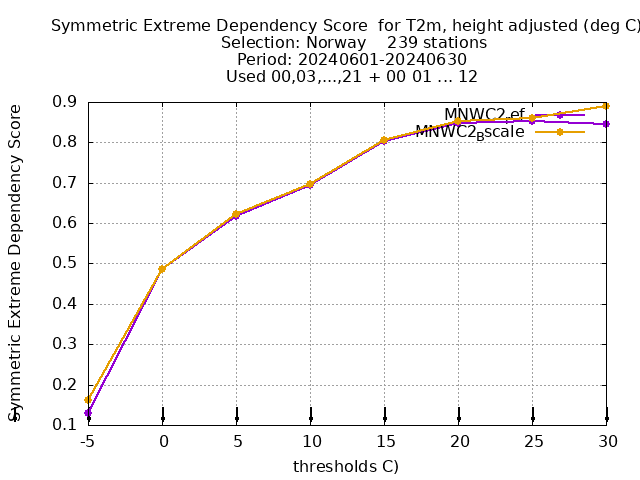 Symmetric Extreme Dependency Score  for T2m, height adjusted (deg C)
Selection: Norway    239 stations
Period: 20240601-20240630
Used 00,03,...,21 + 00 01 ... 12
Symmetric Extreme Dependency Score
0.9
0.8
0.7
0.6
0.5
0.4
0.3
0.2
0.1
MNWC2ref
MNWC2Bscale
-5 0 5 10 15 20 25 30
thresholds C)